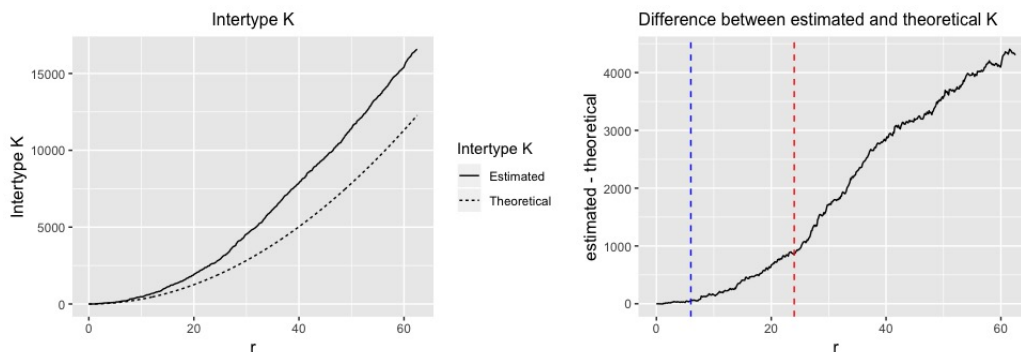 Intertype K
Intertype K
15000
10000
5000
0
0
20
40
60
r
Intertype K
Estimated
Theoretical
Difference between estimated and theoretical K
estimated - theoretical
4000
3000
2000
1000
0
0
20
40
60
r